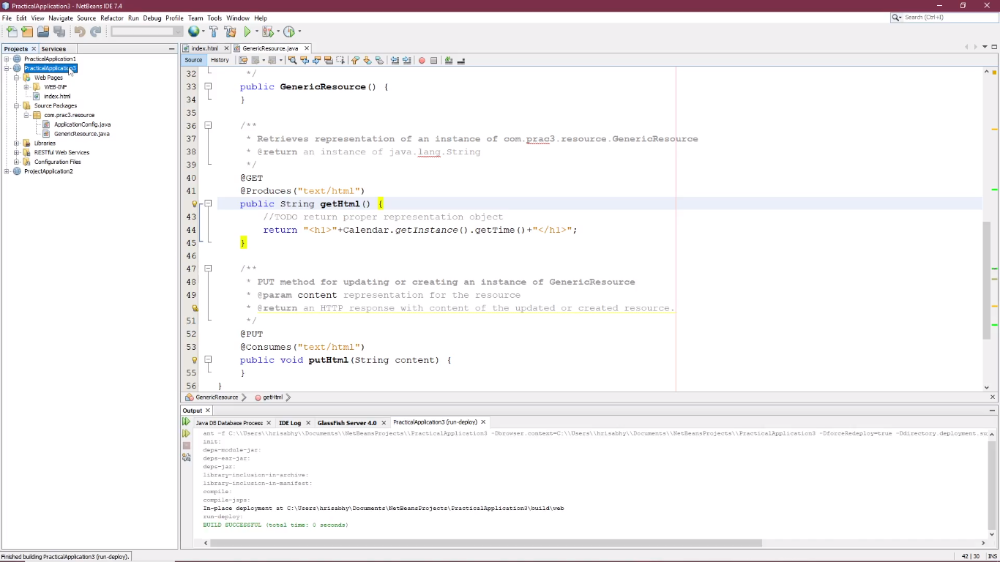 PracticalApplication3 - NetBeans IDE 7.4
File Edit View Navigate Source Refactor Run Debug Profile Team Tools Window Help
Search (Ctrl+I)
Projects Services
PracticalApplication1
PracticalApplication3
Web Pages
WEB-INF
index.html
Source Packages
com.prac3.resource
ApplicationConfig.java
GenericResource.java
Libraries
RESTful Web Services
Configuration Files
ProjectApplication2
index.html GenericResource.java
Source History
32 */
33 public GenericResource() {
34 }
35
36 /**
37 * Retrieves representation of an instance of com.prac3.resource.GenericResource
38 * @return an instance of java.lang.String
39 */
40 @GET
41 @Produces("text/html")
public String getHtml() {
43 //TODO return proper representation object
44 return "<h1>"+Calendar.getInstance().getTime()+"</h1>";
45 }
46
47 /**
48 * PUT method for updating or creating an instance of GenericResource
49 * @param content representation for the resource
* @return an HTTP response with content of the updated or created resource.
51 */
52 @PUT
53 @Consumes("text/html")
public void putHtml(String content) {
55 }
56 }
GenericResource getHtml
Output
Java DB Database Process IDE Log GlassFish Server 4.0 PracticalApplication3 (run-deploy)
ant -f C:\\Users\\hrisabhy\\Documents\\NetBeansProjects\\PracticalApplication3 -Dbrowser.context=C:\\Users\\hrisabhy\\Documents\\NetBeansProjects\\PracticalApplication3 -DforceRedeploy=true -Ddirectory.deployment.su
init:
deps-module-jar:
deps-ear-jar:
deps-jar:
library-inclusion-in-archive:
library-inclusion-in-manifest:
compile:
compile-jsps:
In-place deployment at C:\Users\hrisabhy\Documents\NetBeansProjects\PracticalApplication3\build\web
run-deploy:
BUILD SUCCESSFUL (total time: 0 seconds)
Finished building PracticalApplication3 (run-deploy).
42 | 30 INS